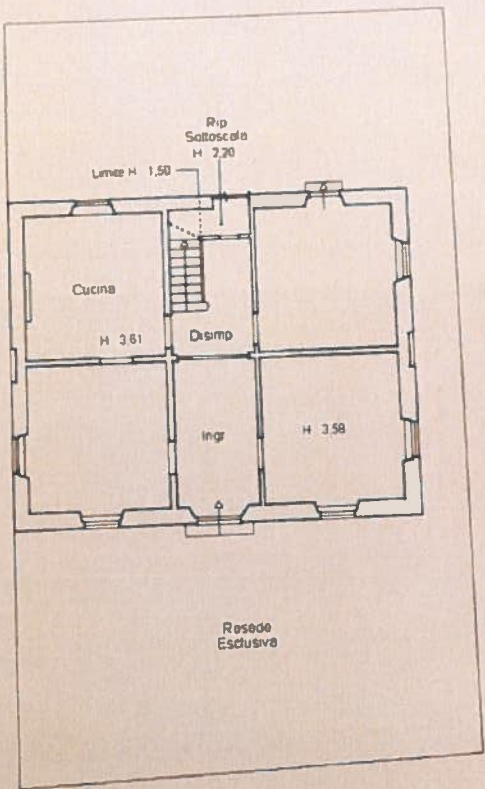 Rip
Sottoscala
H 2,20
Limite H 1,50
Cucina
H 3,61
Disimp
Ingr
H 3,58
Resede
Esclusiva